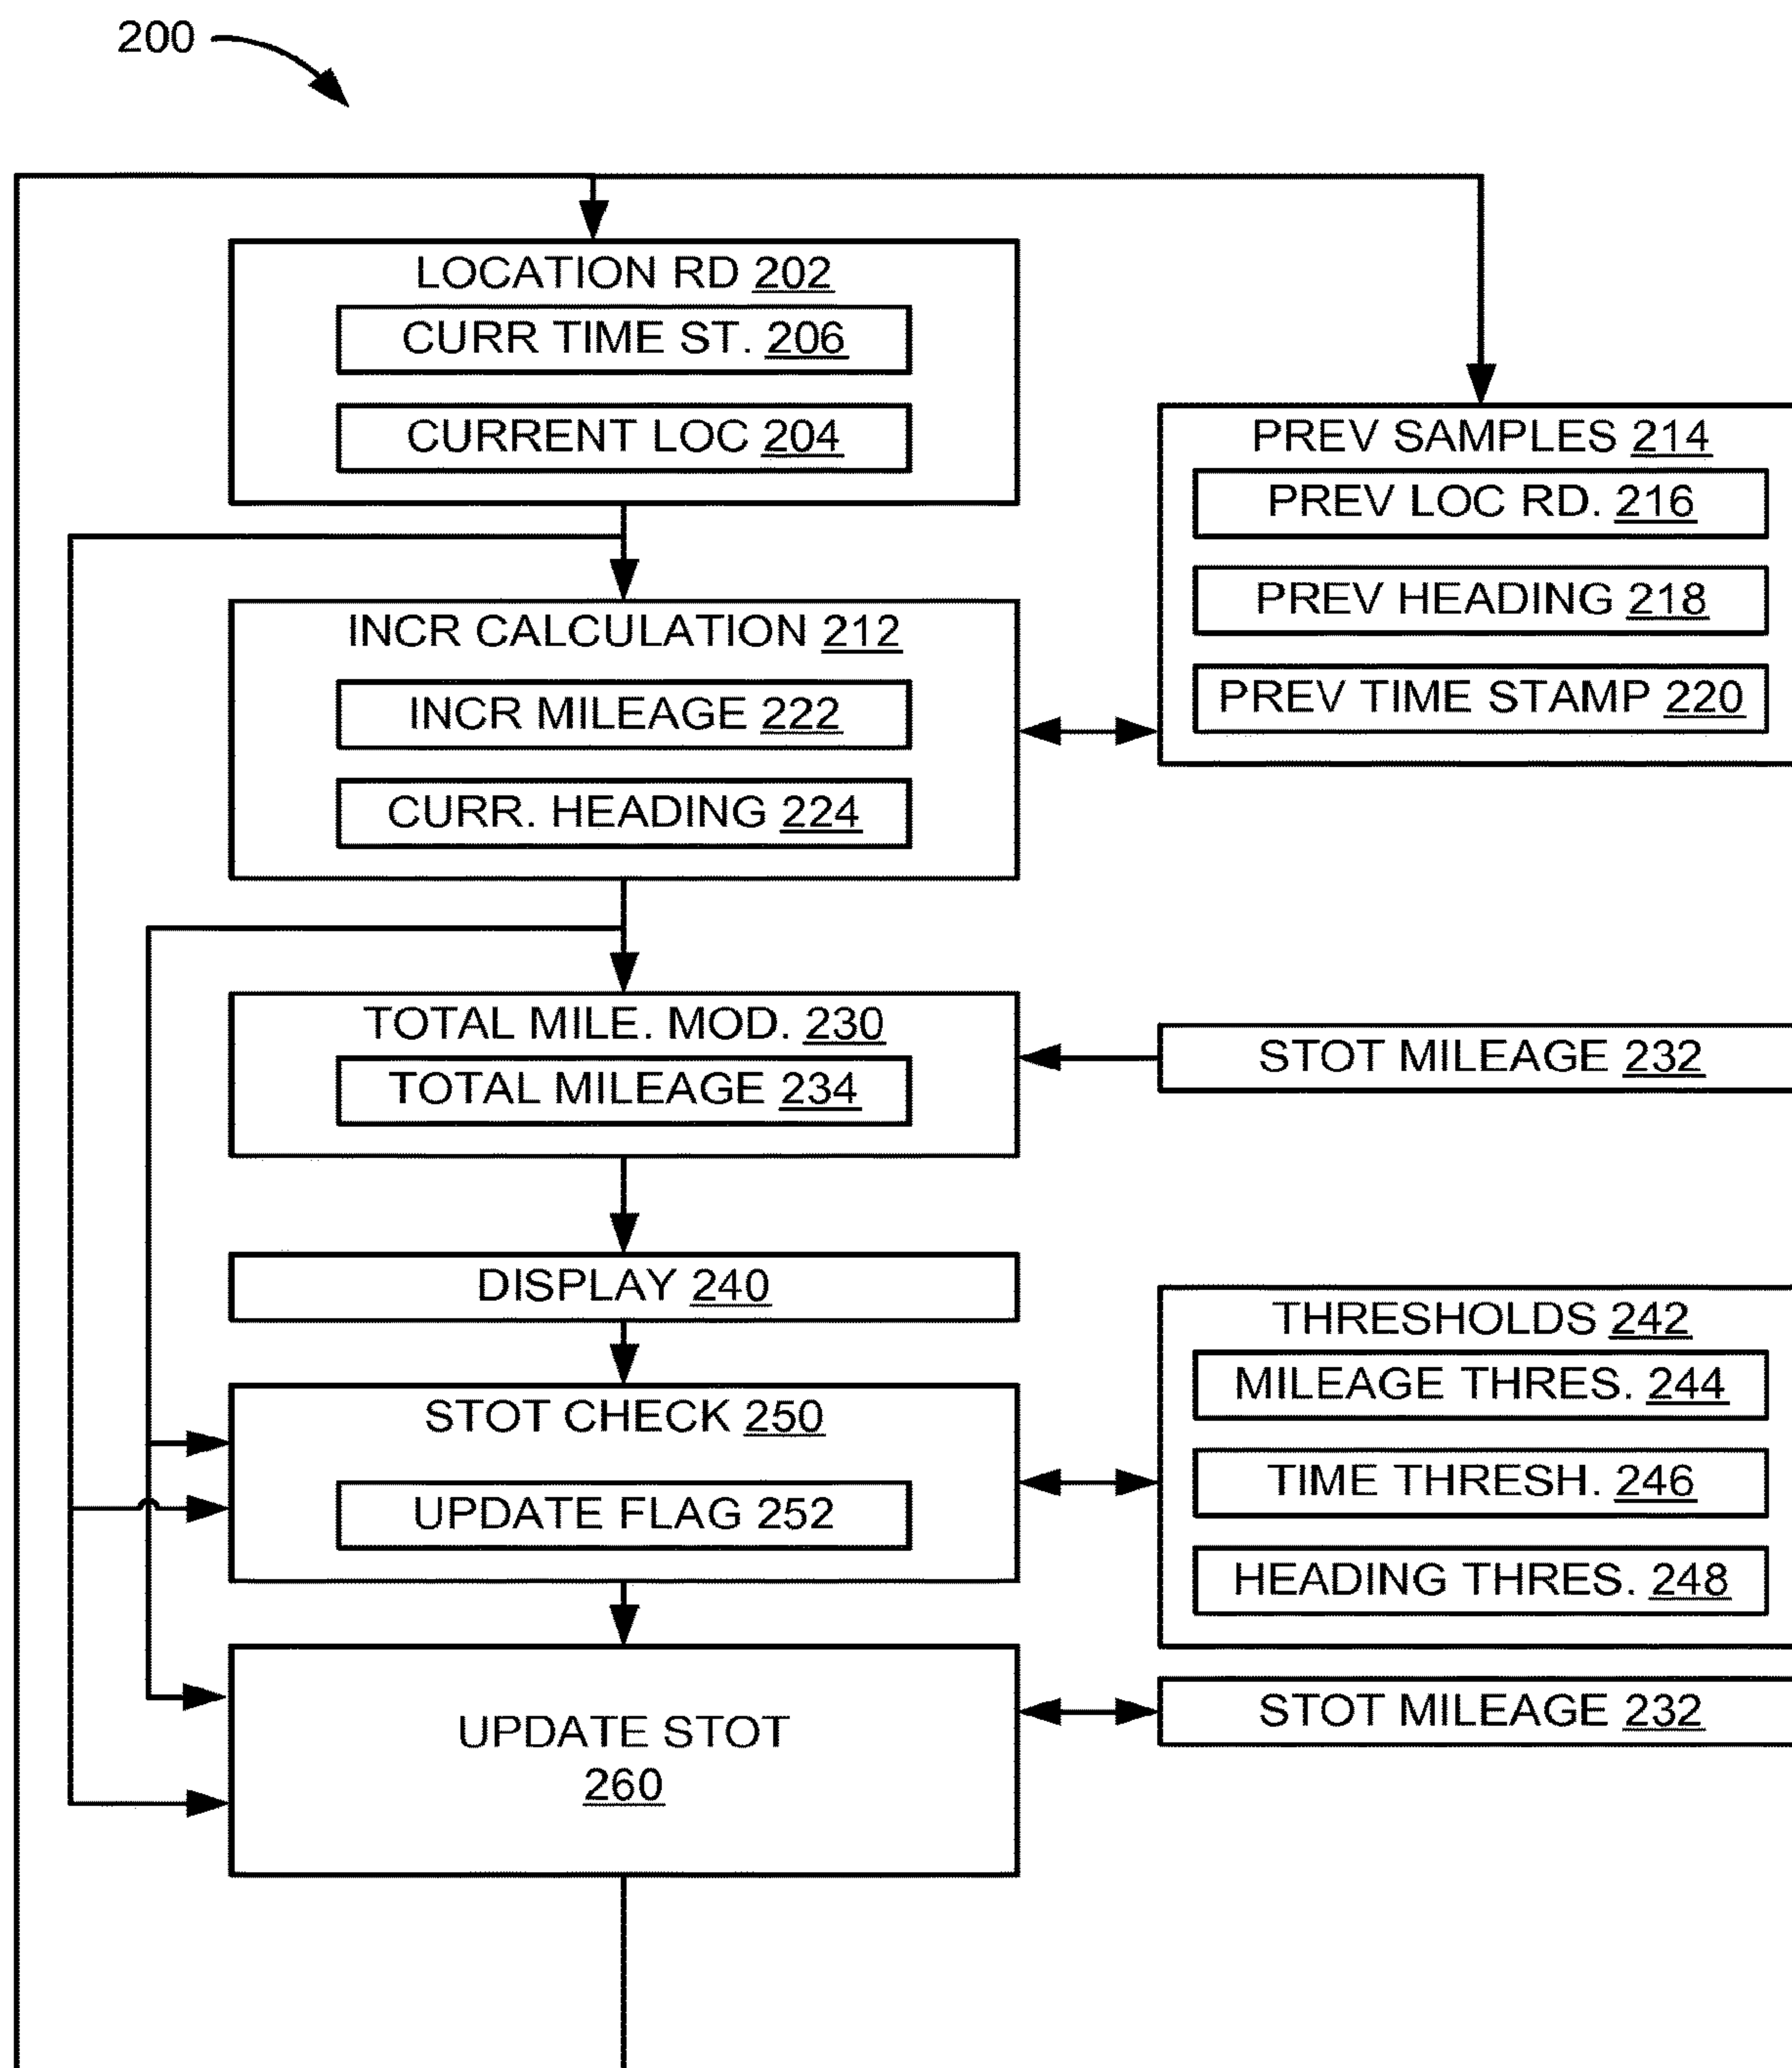 200
LOCATION RD 202
CURR TIME ST. 206
CURRENT LOC 204
PREV SAMPLES 214
PREV LOC RD. 216
PREV HEADING 218
PREV TIME STAMP 220
INCR CALCULATION 212
INCR MILEAGE 222
CURR. HEADING 224
TOTAL MILE. MOD. 230
TOTAL MILEAGE 234
STOT MILEAGE 232
DISPLAY 240
THRESHOLDS 242
MILEAGE THRES. 244
TIME THRESH. 246
HEADING THRES. 248
STOT CHECK 250
UPDATE FLAG 252
UPDATE STOT
260
STOT MILEAGE 232